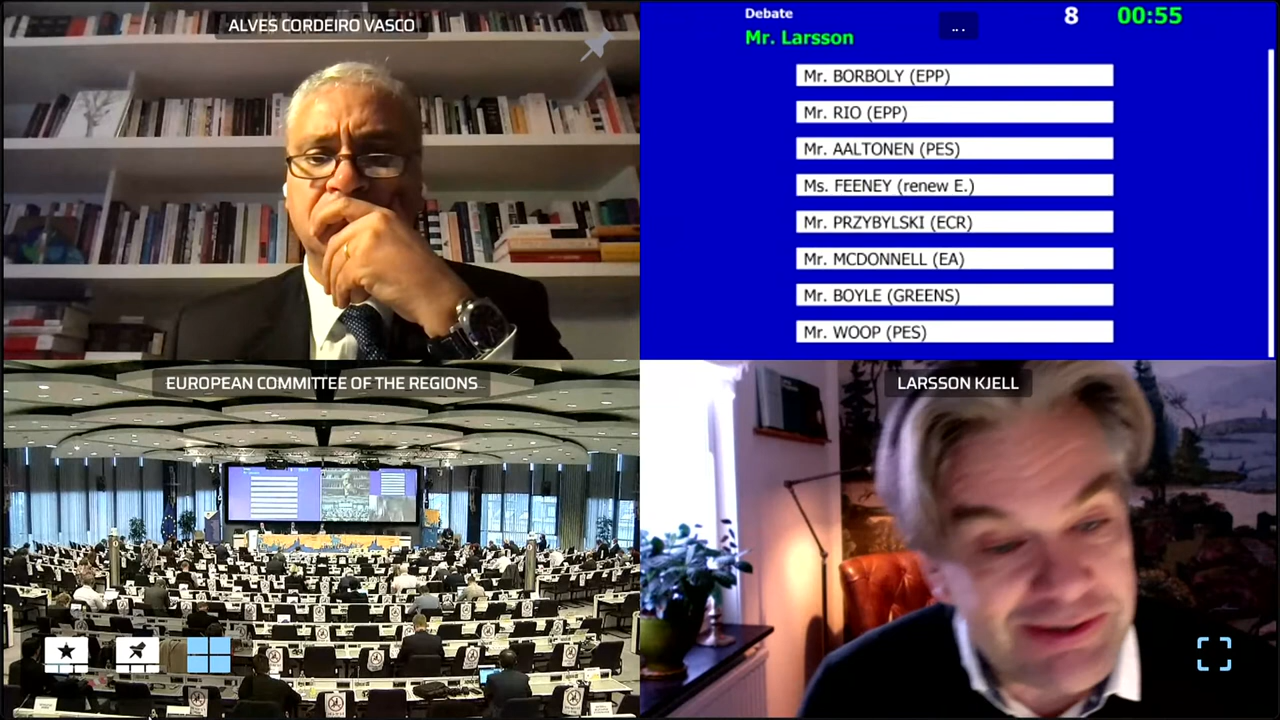 ALVES CORDEIRO VASCO
Debate
...
8
00:55
Mr. Larsson
Mr. BORBOLY (EPP)
Mr. RIO (EPP)
Mr. AALTONEN (PES)
Ms. FEENEY (renew E.)
Mr. PRZYBYLSKI (ECR)
Mr. MCDONNELL (EA)
Mr. BOYLE (GREENS)
Mr. WOOP (PES)
EUROPEAN COMMITTEE OF THE REGIONS
LARSSON KJELL